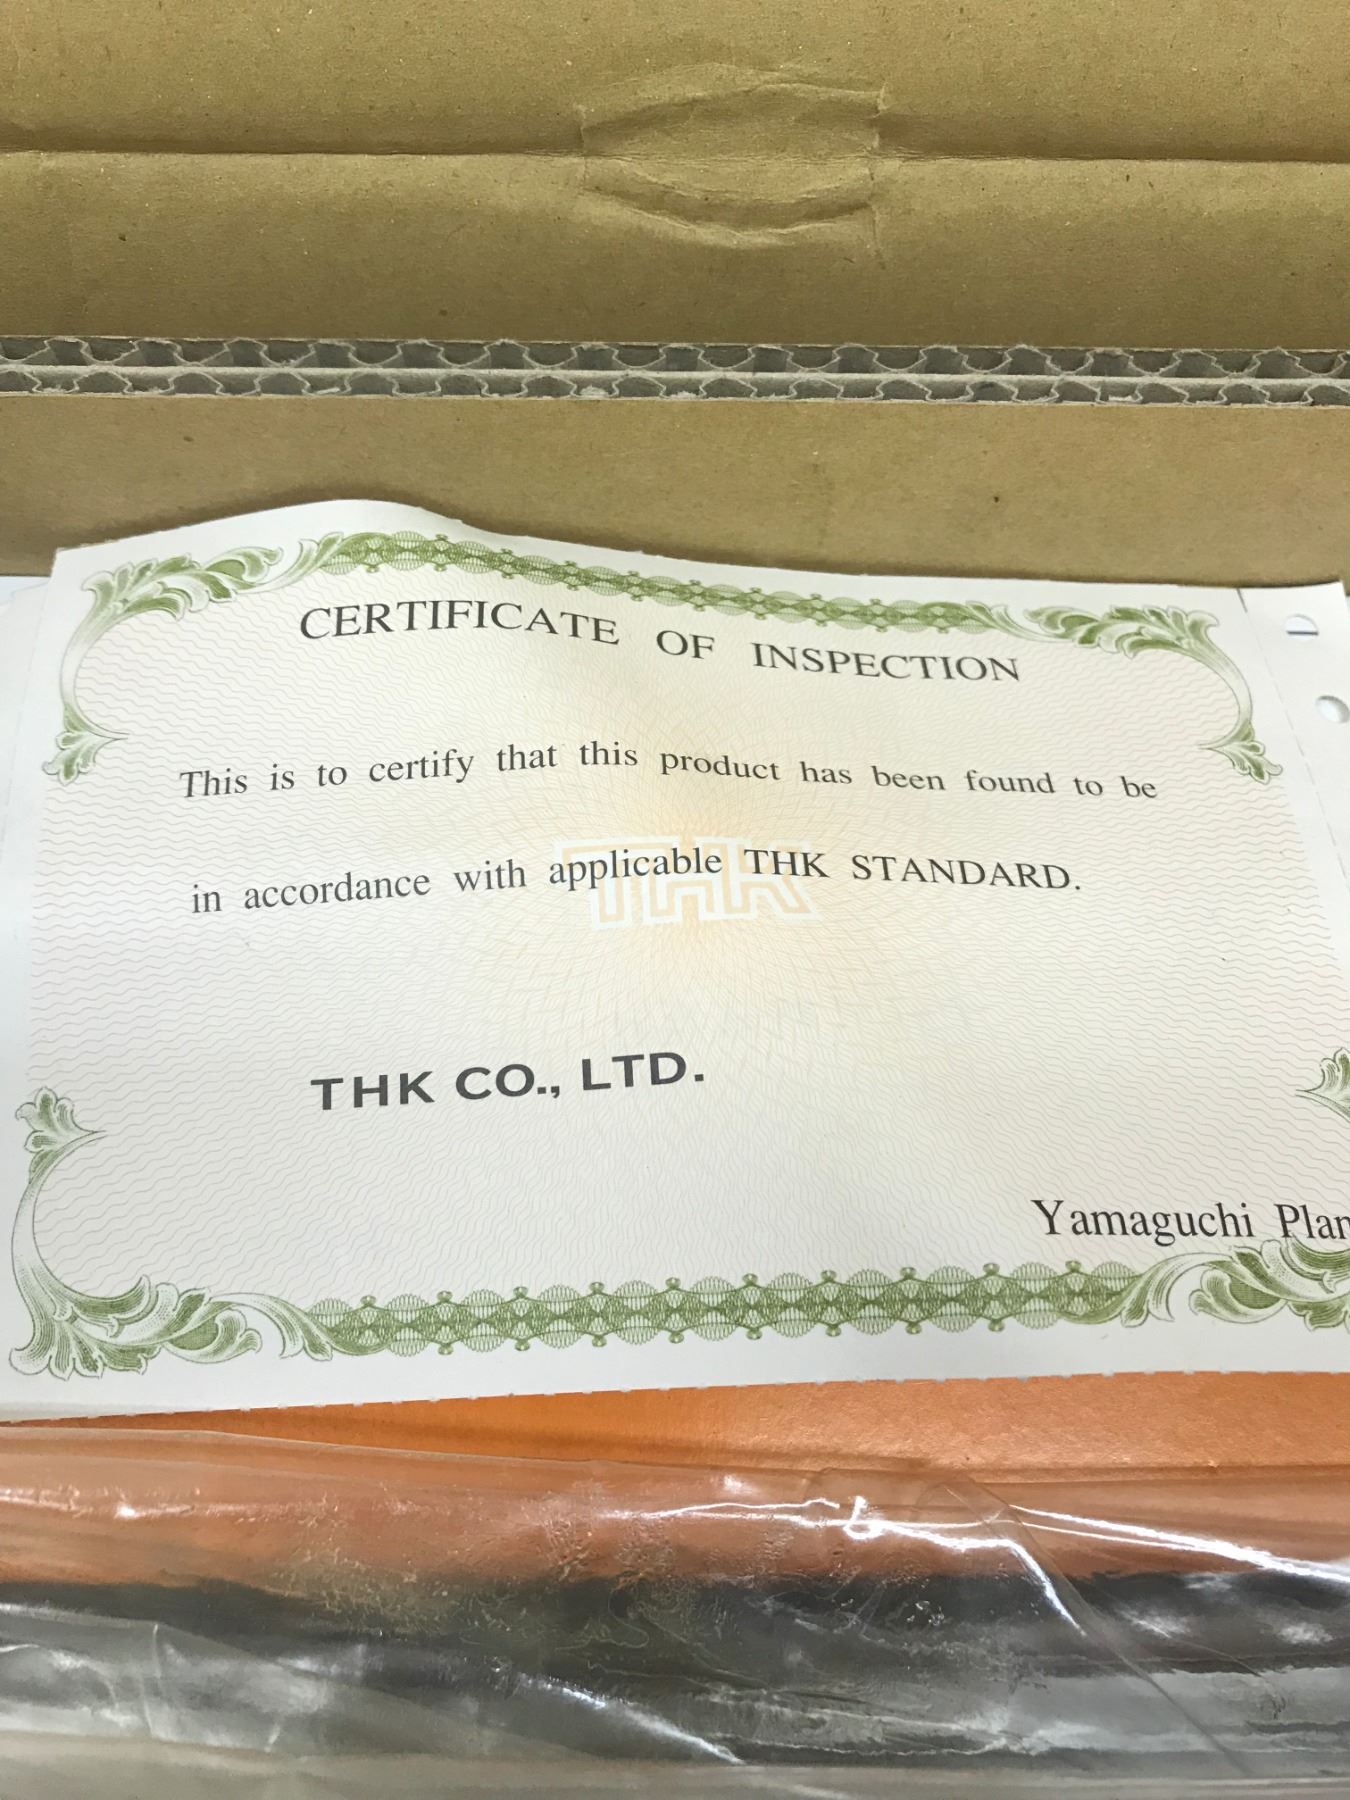 CERTIFICATE OF INSPECTION
This is to certify that this product has been found to be
in accordance with applicable THK STANDARD.
THK
THK CO., LTD.
Yamaguchi Plan